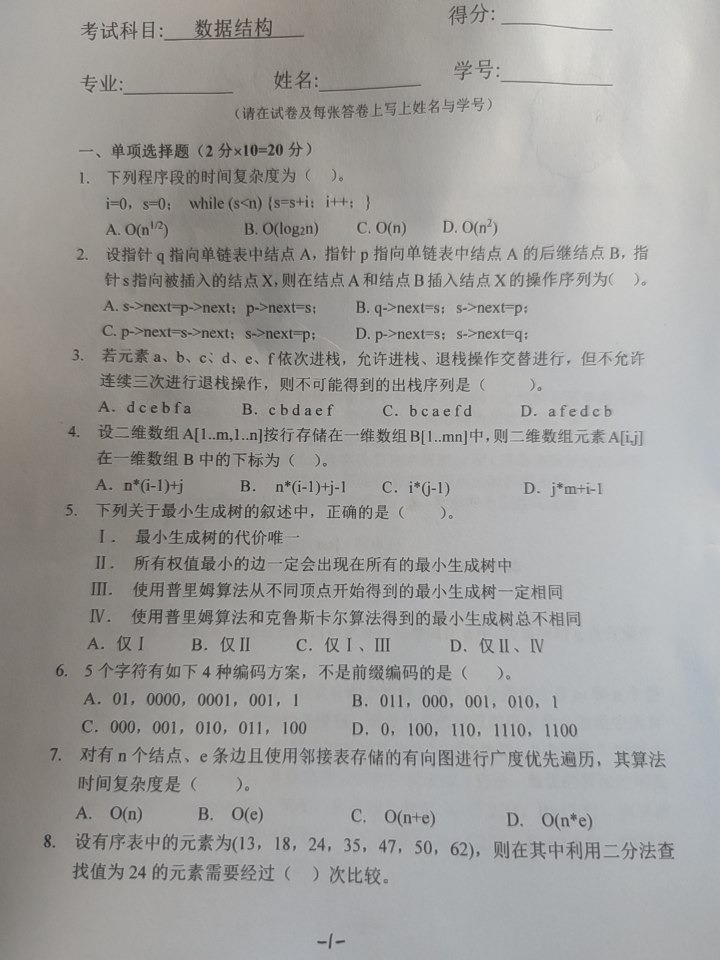 考试科目: 数据结构
得分:
专业:
姓名:
学号:
（请在试卷及每张答卷上写上姓名与学号）
一、单项选择题（2 分×10=20 分）
1. 下列程序段的时间复杂度为（ ）。
i=0，s=0； while (s<n) {s=s+i；i++；}
A. O(n^1/2) B. O(log₂n) C. O(n) D. O(n²)
2. 设指针 q 指向单链表中结点 A，指针 p 指向单链表中结点 A 的后继结点 B，指
针 s 指向被插入的结点 X，则在结点 A 和结点 B 插入结点 X 的操作序列为( )。
A. s->next=p->next；p->next=s； B. q->next=s；s->next=p；
C. p->next=s->next；s->next=p； D. p->next=s；s->next=q；
3. 若元素 a、b、c、d、e、f 依次进栈，允许进栈、退栈操作交替进行，但不允许
连续三次进行退栈操作，则不可能得到的出栈序列是（ ）。
A．d c e b f a B．c b d a e f C．b c a e f d D．a f e d c b
4. 设二维数组 A[1..m,1..n]按行存储在一维数组 B[1..mn]中，则二维数组元素 A[i,j]
在一维数组 B 中的下标为（ ）。
A．n*(i-1)+j B． n*(i-1)+j-1 C．i*(j-1) D．j*m+i-1
5. 下列关于最小生成树的叙述中，正确的是（ ）。
Ⅰ． 最小生成树的代价唯一
Ⅱ． 所有权值最小的边一定会出现在所有的最小生成树中
Ⅲ． 使用普里姆算法从不同顶点开始得到的最小生成树一定相同
Ⅳ． 使用普里姆算法和克鲁斯卡尔算法得到的最小生成树总不相同
A．仅Ⅰ B．仅Ⅱ C．仅Ⅰ、Ⅲ D．仅Ⅱ、Ⅳ
6. 5 个字符有如下 4 种编码方案，不是前缀编码的是（ ）。
A．01，0000，0001，001，1 B．011，000，001，010，1
C．000，001，010，011，100 D．0，100，110，1110，1100
7. 对有 n 个结点、e 条边且使用邻接表存储的有向图进行广度优先遍历，其算法
时间复杂度是（ ）。
A. O(n) B. O(e) C. O(n+e) D. O(n*e)
8. 设有序表中的元素为(13，18，24，35，47，50，62)，则在其中利用二分法查
找值为 24 的元素需要经过（ ）次比较。
-1-